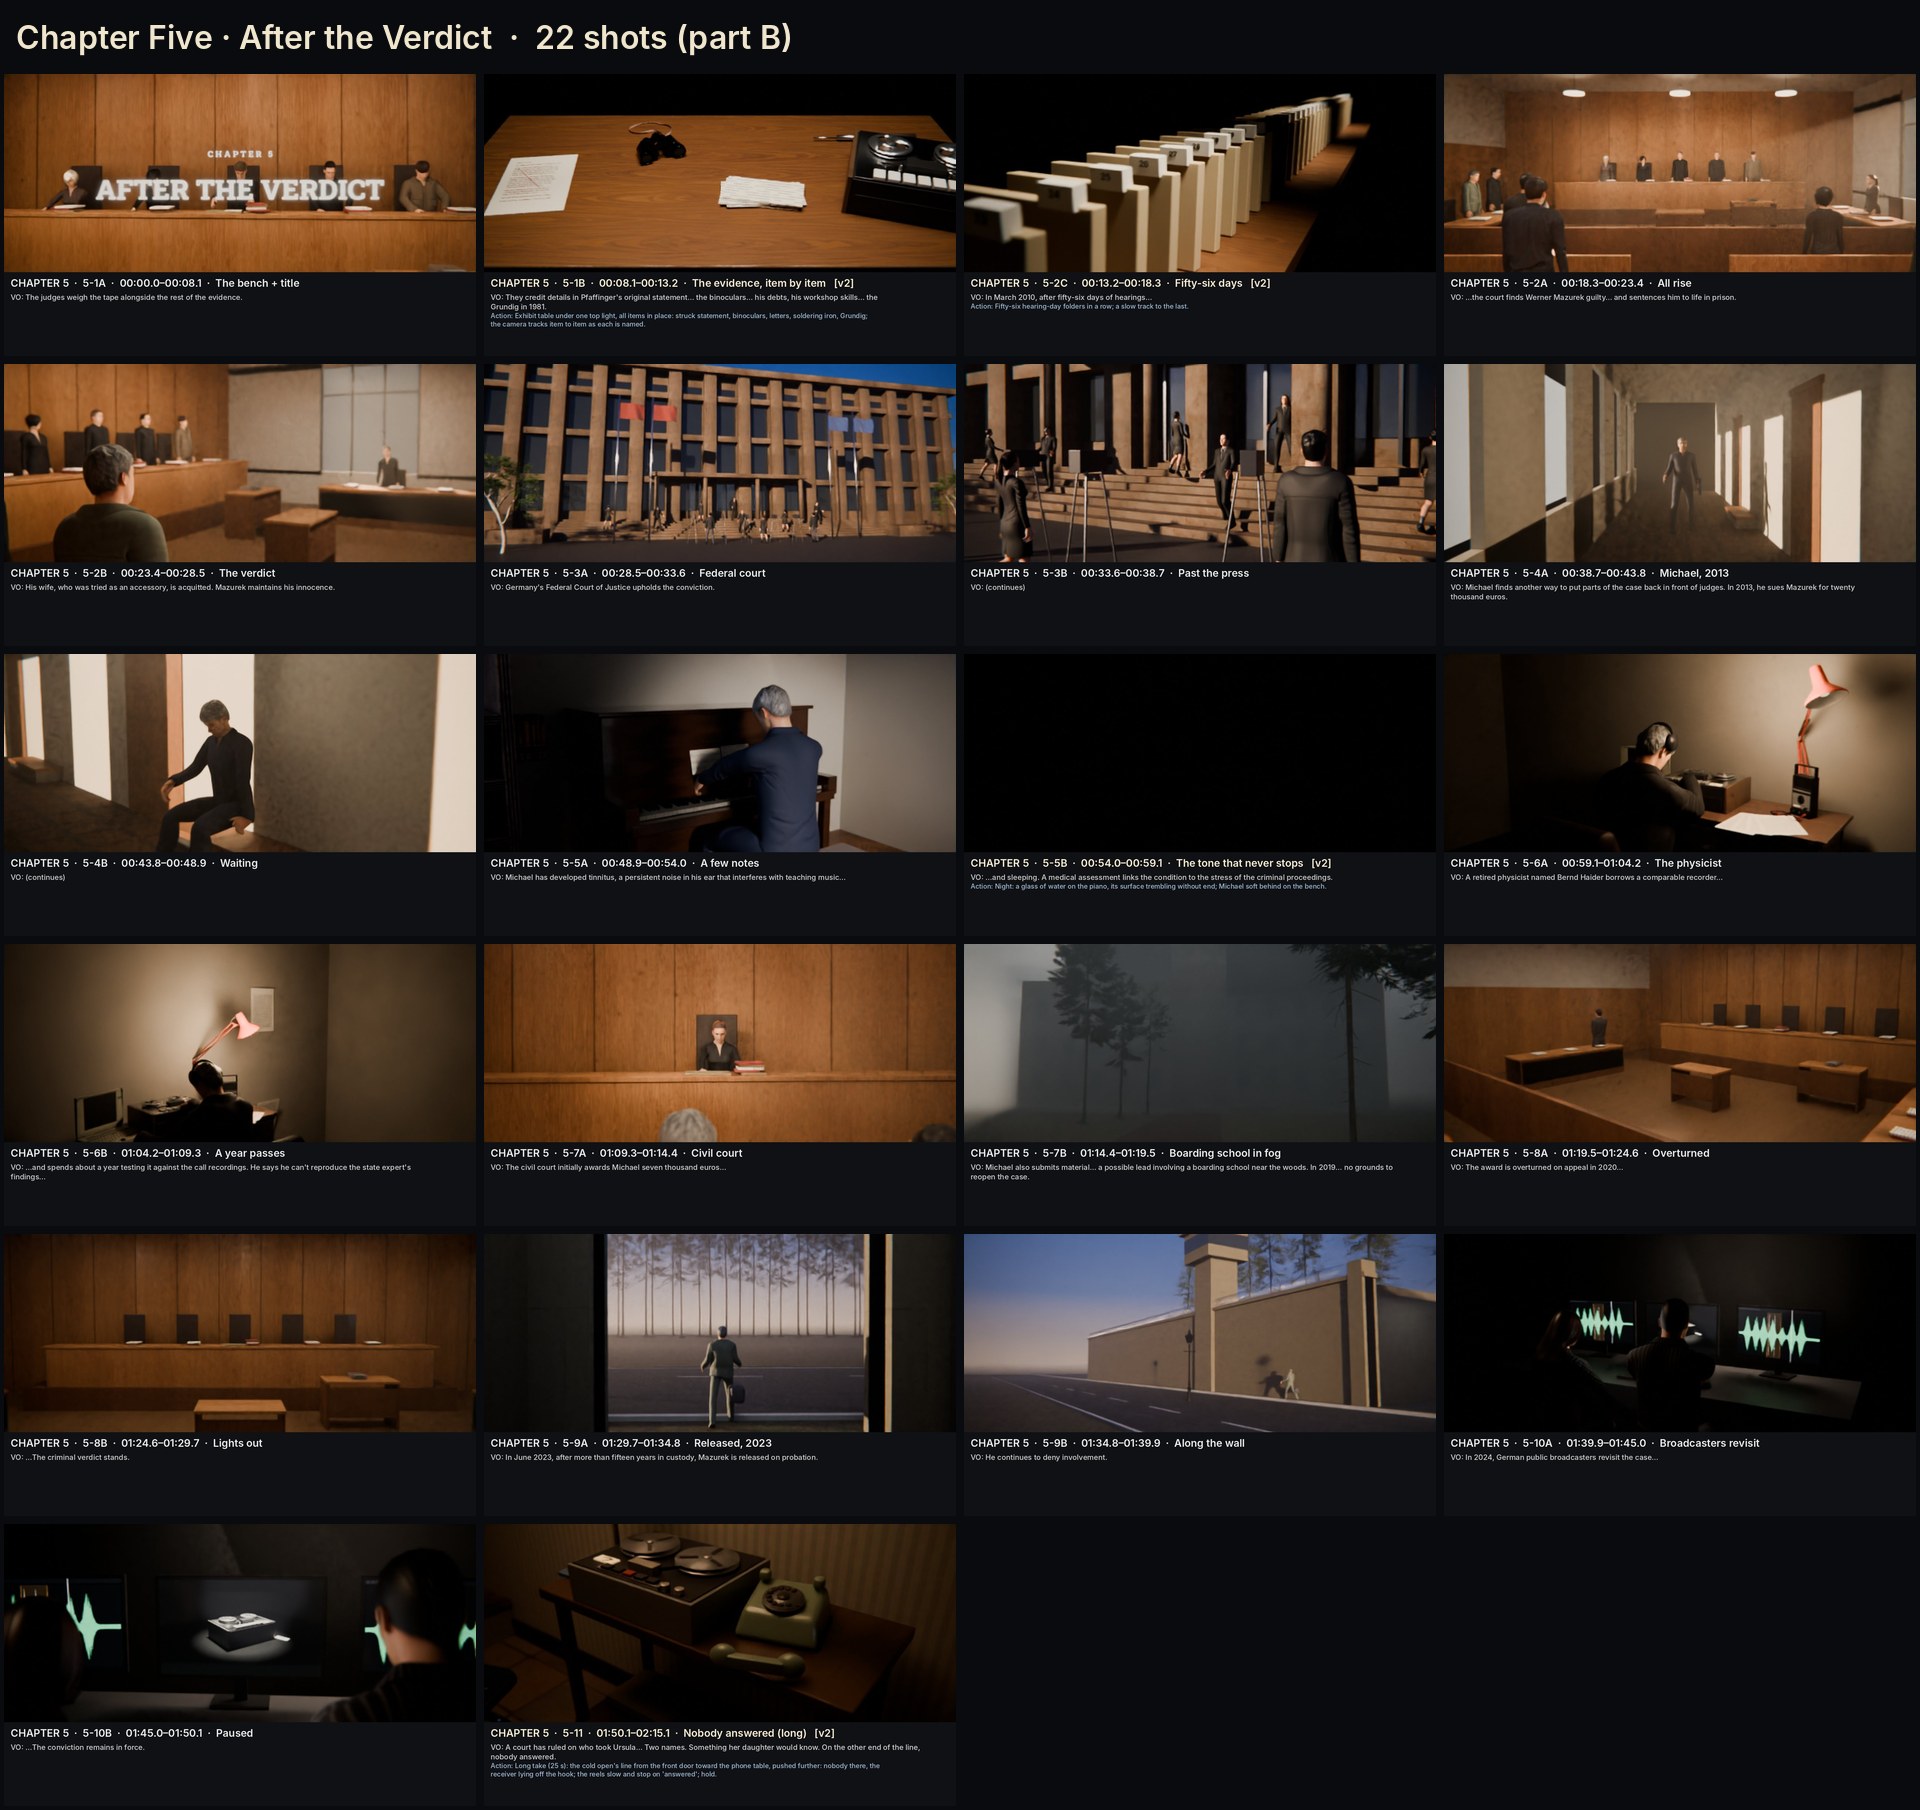 Chapter Five · After the Verdict · 22 shots (part B)
CHAPTER 5
AFTER THE VERDICT
CHAPTER 5 · 5-1A · 00:00.0–00:08.1 · The bench + title
VO: The judges weigh the tape alongside the rest of the evidence.
CHAPTER 5 · 5-1B · 00:08.1–00:13.2 · The evidence, item by item [v2]
VO: They credit details in Pfaffinger's original statement... the binoculars... his debts, his workshop skills... the
Grundig in 1981.
Action: Exhibit table under one top light, all items in place: struck statement, binoculars, letters, soldering iron, Grundig;
the camera tracks item to item as each is named.
CHAPTER 5 · 5-2C · 00:13.2–00:18.3 · Fifty-six days [v2]
VO: In March 2010, after fifty-six days of hearings...
Action: Fifty-six hearing-day folders in a row; a slow track to the last.
CHAPTER 5 · 5-2A · 00:18.3–00:23.4 · All rise
VO: ...the court finds Werner Mazurek guilty... and sentences him to life in prison.
CHAPTER 5 · 5-2B · 00:23.4–00:28.5 · The verdict
VO: His wife, who was tried as an accessory, is acquitted. Mazurek maintains his innocence.
CHAPTER 5 · 5-3A · 00:28.5–00:33.6 · Federal court
VO: Germany's Federal Court of Justice upholds the conviction.
CHAPTER 5 · 5-3B · 00:33.6–00:38.7 · Past the press
VO: (continues)
CHAPTER 5 · 5-4A · 00:38.7–00:43.8 · Michael, 2013
VO: Michael finds another way to put parts of the case back in front of judges. In 2013, he sues Mazurek for twenty
thousand euros.
CHAPTER 5 · 5-4B · 00:43.8–00:48.9 · Waiting
VO: (continues)
CHAPTER 5 · 5-5A · 00:48.9–00:54.0 · A few notes
VO: Michael has developed tinnitus, a persistent noise in his ear that interferes with teaching music...
CHAPTER 5 · 5-5B · 00:54.0–00:59.1 · The tone that never stops [v2]
VO: ...and sleeping. A medical assessment links the condition to the stress of the criminal proceedings.
Action: Night: a glass of water on the piano, its surface trembling without end; Michael soft behind on the bench.
CHAPTER 5 · 5-6A · 00:59.1–01:04.2 · The physicist
VO: A retired physicist named Bernd Haider borrows a comparable recorder...
CHAPTER 5 · 5-6B · 01:04.2–01:09.3 · A year passes
VO: ...and spends about a year testing it against the call recordings. He says he can't reproduce the state expert's
findings...
CHAPTER 5 · 5-7A · 01:09.3–01:14.4 · Civil court
VO: The civil court initially awards Michael seven thousand euros...
CHAPTER 5 · 5-7B · 01:14.4–01:19.5 · Boarding school in fog
VO: Michael also submits material... a possible lead involving a boarding school near the woods. In 2019... no grounds to
reopen the case.
CHAPTER 5 · 5-8A · 01:19.5–01:24.6 · Overturned
VO: The award is overturned on appeal in 2020...
CHAPTER 5 · 5-8B · 01:24.6–01:29.7 · Lights out
VO: ...The criminal verdict stands.
CHAPTER 5 · 5-9A · 01:29.7–01:34.8 · Released, 2023
VO: In June 2023, after more than fifteen years in custody, Mazurek is released on probation.
CHAPTER 5 · 5-9B · 01:34.8–01:39.9 · Along the wall
VO: He continues to deny involvement.
CHAPTER 5 · 5-10A · 01:39.9–01:45.0 · Broadcasters revisit
VO: In 2024, German public broadcasters revisit the case...
CHAPTER 5 · 5-10B · 01:45.0–01:50.1 · Paused
VO: ...The conviction remains in force.
CHAPTER 5 · 5-11 · 01:50.1–02:15.1 · Nobody answered (long) [v2]
VO: A court has ruled on who took Ursula... Two names. Something her daughter would know. On the other end of the line,
nobody answered.
Action: Long take (25 s): the cold open's line from the front door toward the phone table, pushed further: nobody there, the
receiver lying off the hook; the reels slow and stop on 'answered'; hold.